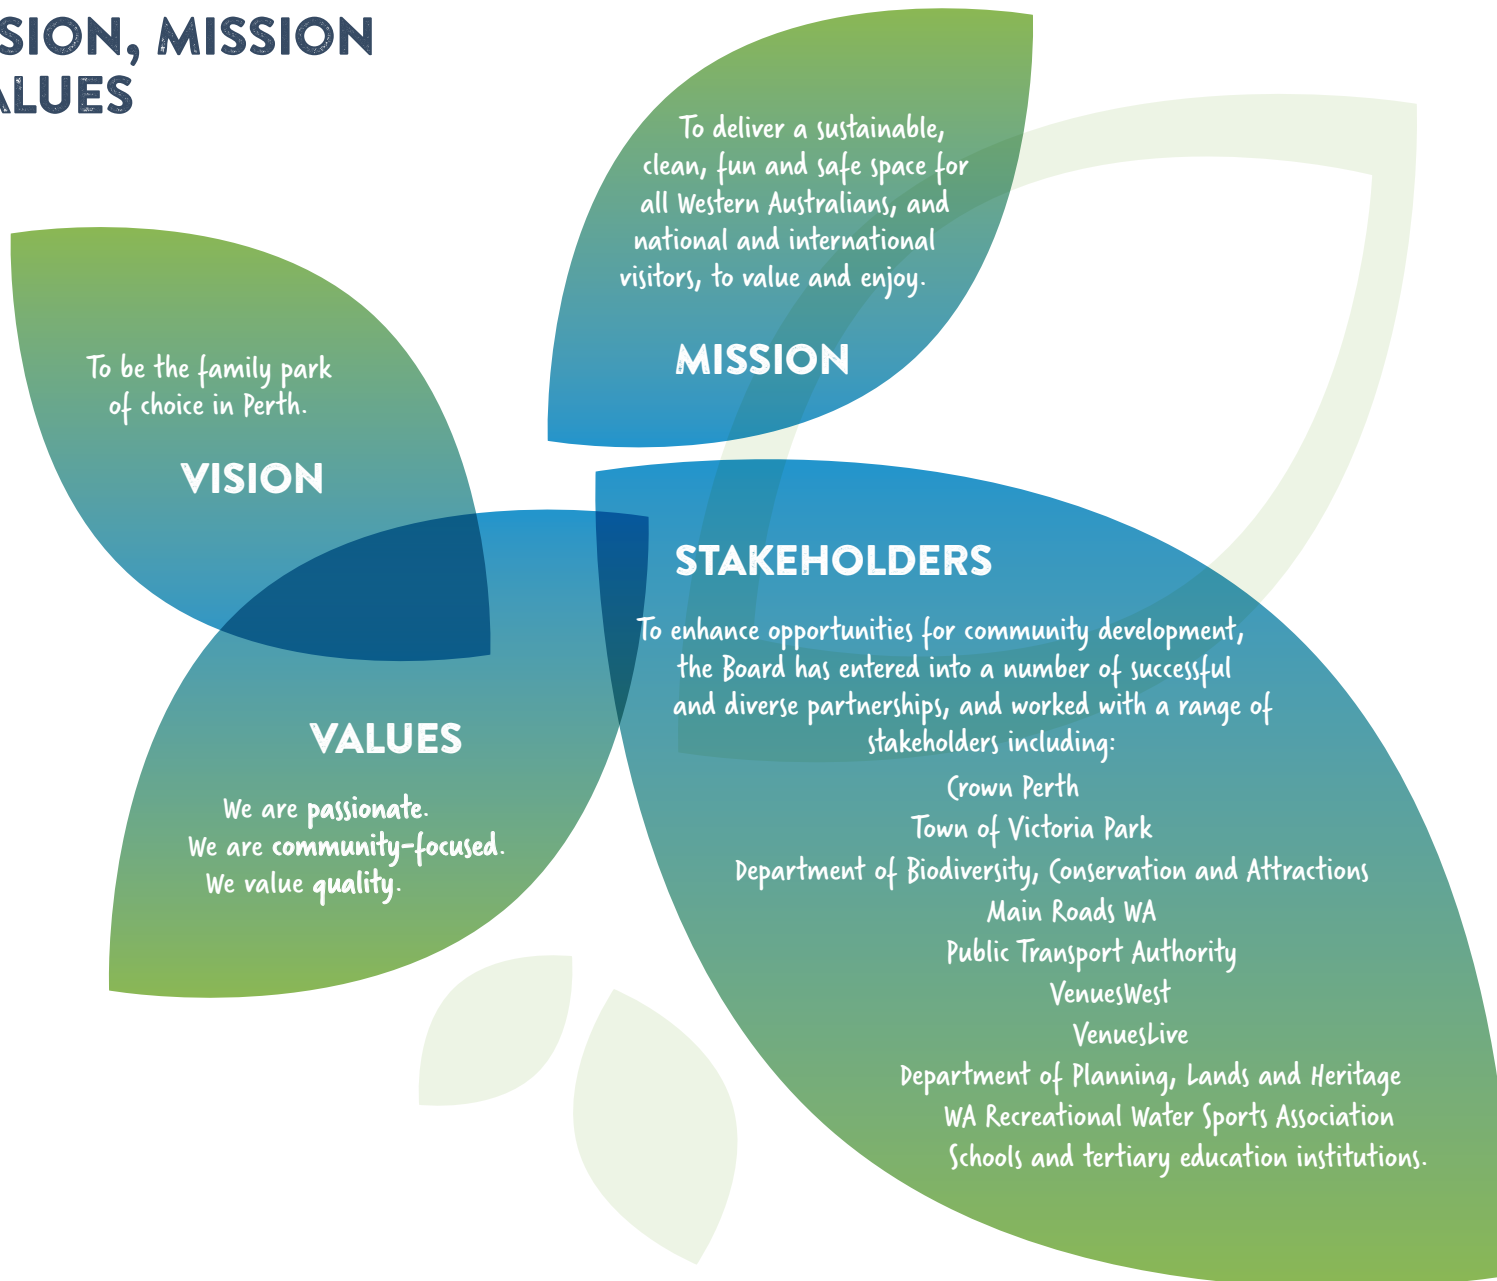 SION, MISSION
ALUES
To deliver a sustainable,
clean, fun and safe space for
all Western Australians, and
national and international
visitors, to value and enjoy.
MISSION
To be the family park
of choice in Perth.
VISION
VALUES
We are passionate.
We are community-focused.
We value quality.
STAKEHOLDERS
To enhance opportunities for community development,
the Board has entered into a number of successful
and diverse partnerships, and worked with a range of
stakeholders including:
Crown Perth
Town of Victoria Park
Department of Biodiversity, Conservation and Attractions
Main Roads WA
Public Transport Authority
VenuesWest
VenuesLive
Department of Planning, Lands and Heritage
WA Recreational Water Sports Association
Schools and tertiary education institutions.